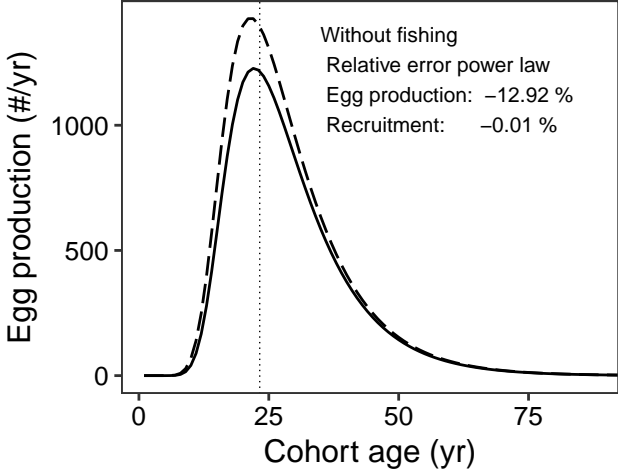 Without fishing
Relative error power law
Egg production: −12.92 %
Recruitment: −0.01 %
Egg production (#/yr)
1000
500
0
0 25 50 75
Cohort age (yr)